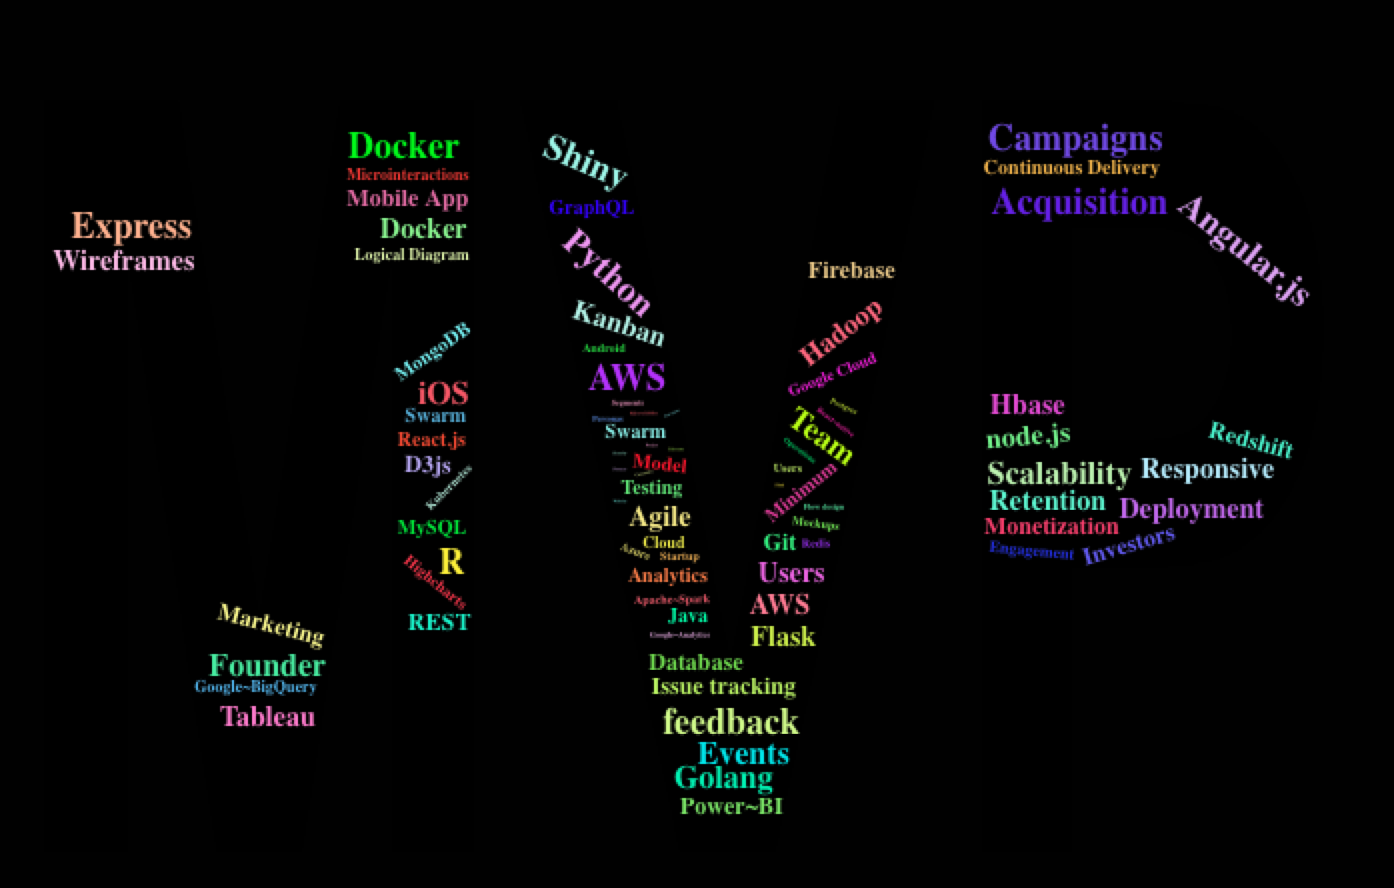 Express
Wireframes
Marketing
Founder
Google~BigQuery
Tableau
Docker
Microinteractions
Mobile App
Docker
Logical Diagram
MongoDB
iOS
Swarm
React.js
D3js
Kubernetes
MySQL
R
Highcharts
REST
Shiny
GraphQL
Python
Kanban
Android
AWS
Segments
Personas
Swarm
Model
Testing
Agile
Cloud
Azure
Startup
Analytics
Apache~Spark
Java
Google~Analytics
Database
Issue tracking
feedback
Events
Golang
Power~BI
Firebase
Hadoop
Google Cloud
Postgres
React-native
Team
Operations
Users
Minimum
Flow design
Mockups
Git
Redis
Users
AWS
Flask
Campaigns
Continuous Delivery
Acquisition
Angular.js
Hbase
node.js
Redshift
Scalability
Responsive
Retention
Deployment
Monetization
Engagement
Investors